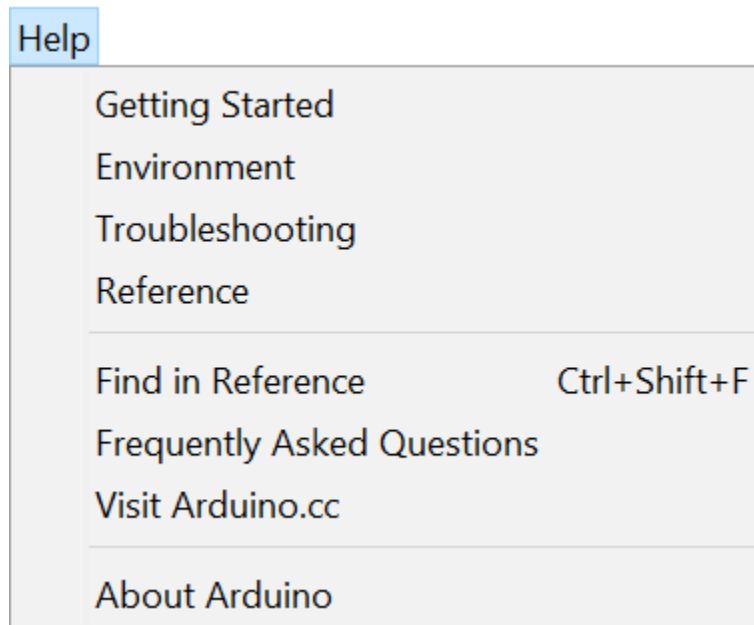 Help
Getting Started
Environment
Troubleshooting
Reference
Find in Reference Ctrl+Shift+F
Frequently Asked Questions
Visit Arduino.cc
About Arduino